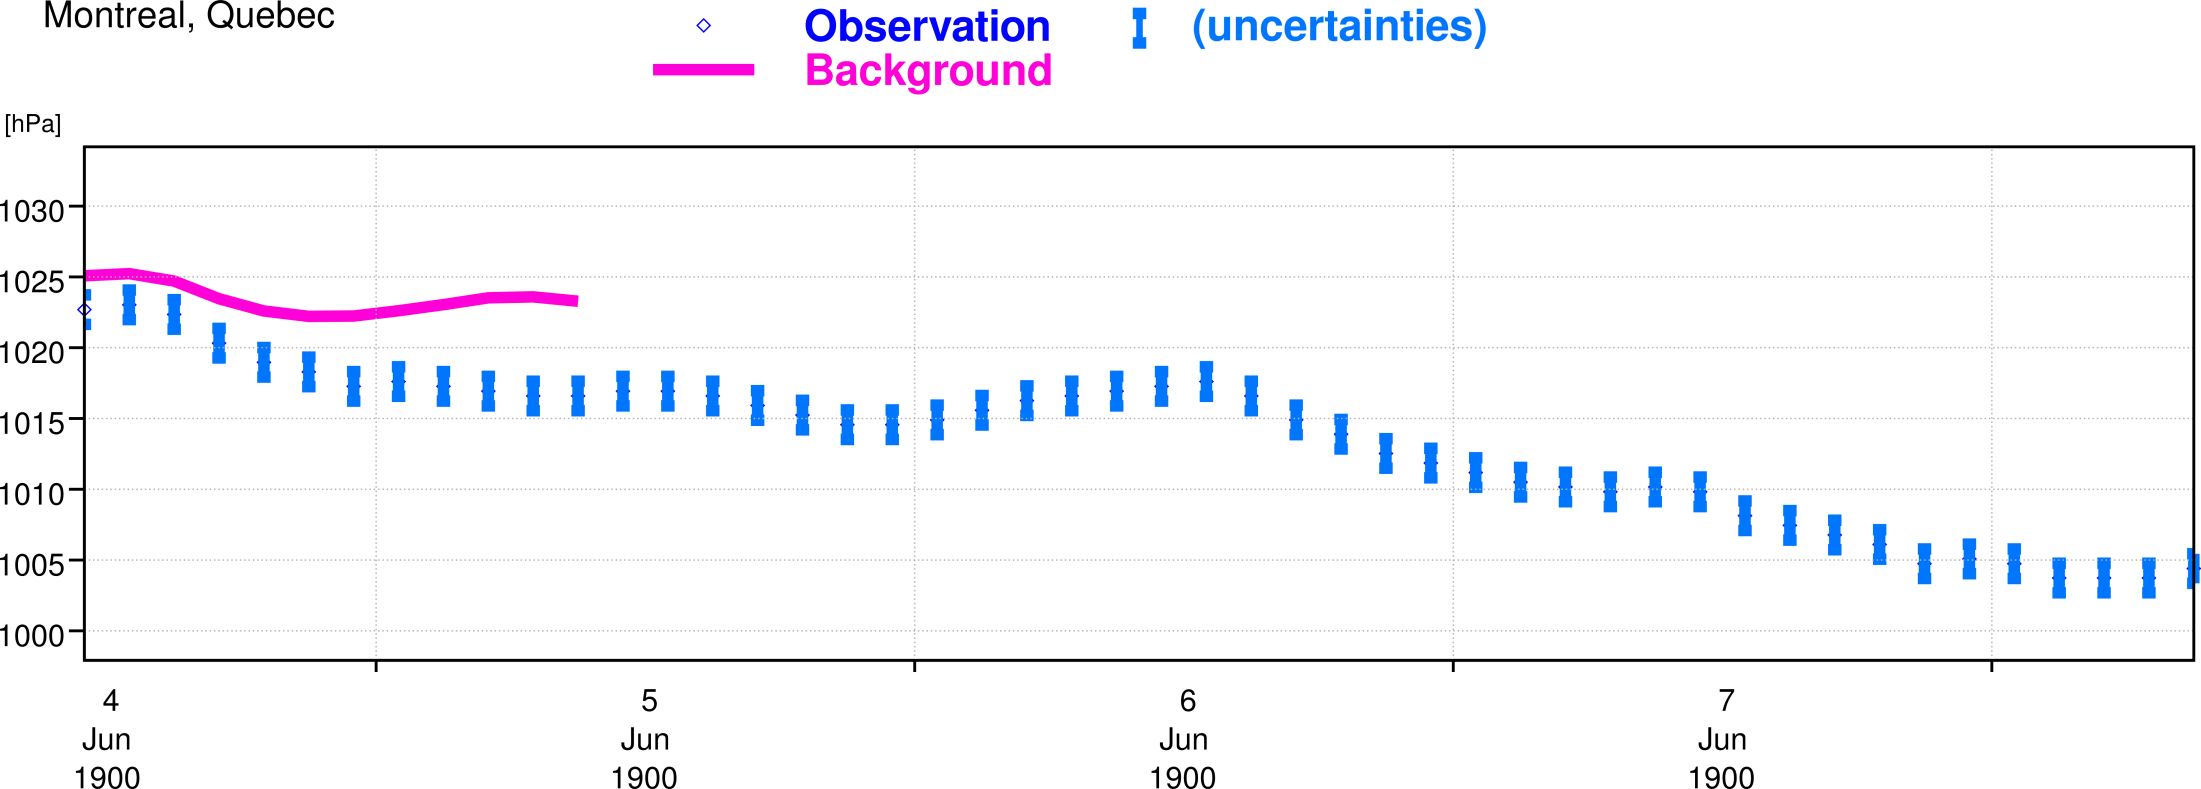 Montreal, Quebec
Observation
(uncertainties)
Background
[hPa]
1030
1025
1020
1015
1010
1005
1000
4 5 6 7
Jun Jun Jun Jun
1900 1900 1900 1900